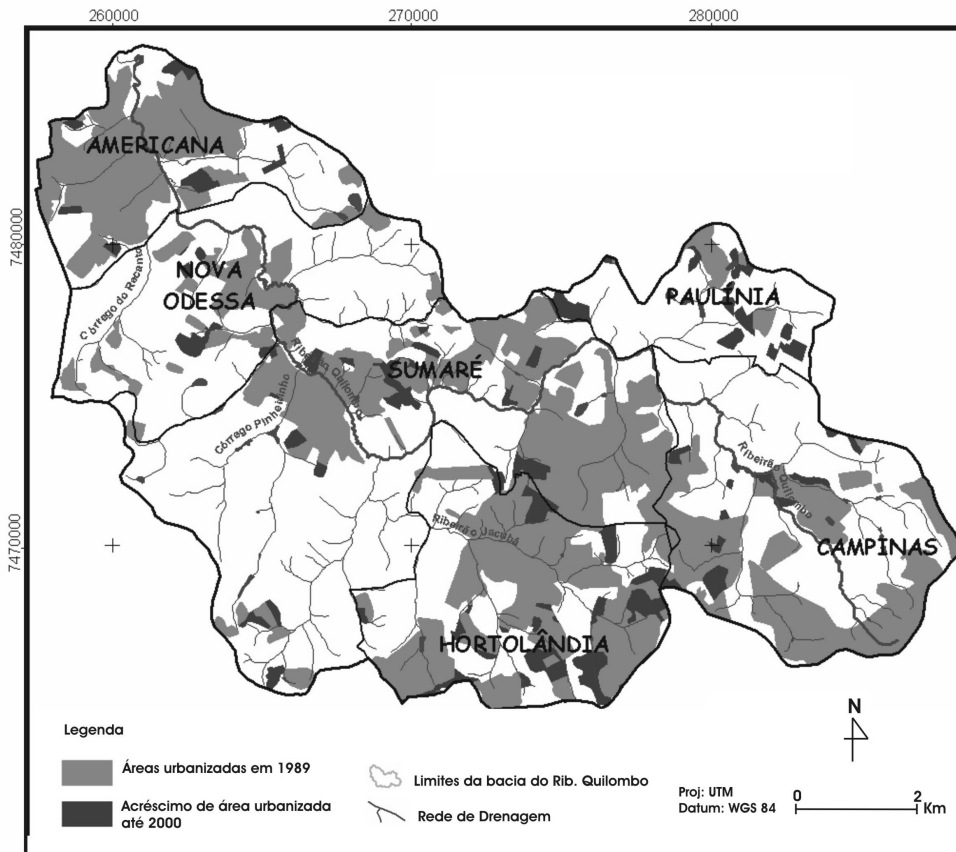 260000
270000
280000
7480000
7470000
AMERICANA
NOVA
ODESSA
Córrego do Recanto
PAULÍNIA
SUMARÉ
Ribeirão Quilombo
Córrego Pinheirinho
Ribeirão Quilombo
Ribeirão Jacubá
CAMPINAS
HORTOLÂNDIA
N
Legenda
Áreas urbanizadas em 1989
Acréscimo de área urbanizada
até 2000
Limites da bacia do Rib. Quilombo
Rede de Drenagem
Proj: UTM
Datum: WGS 84
0 2
Km